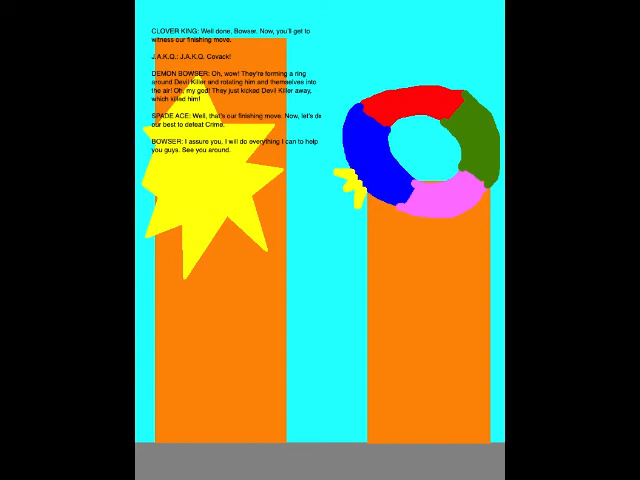 CLOVER KING: Well done, Bowser. Now, you'll get to
witness our finishing move.
J.A.K.Q.: J.A.K.Q. Covack!
DEMON BOWSER: Oh, wow! They're forming a ring
around Devil Killer and rotating him and themselves into
the air! Oh, my god! They just kicked Devil Killer away,
which killed him!
SPADE ACE: Well, that's our finishing move. Now, let's do
our best to defeat Crime.
BOWSER: I assure you, I will do everything I can to help
you guys. See you around.